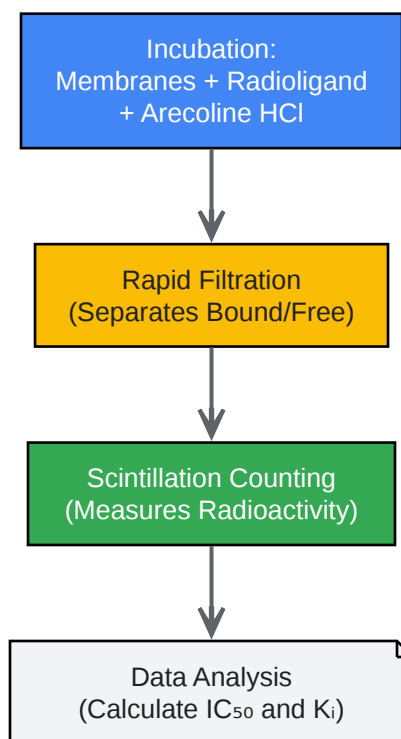 Incubation:
Membranes + Radioligand
+ Arecoline HCl
Rapid Filtration
(Separates Bound/Free)
Scintillation Counting
(Measures Radioactivity)
Data Analysis
(Calculate IC₅₀ and Kᵢ)